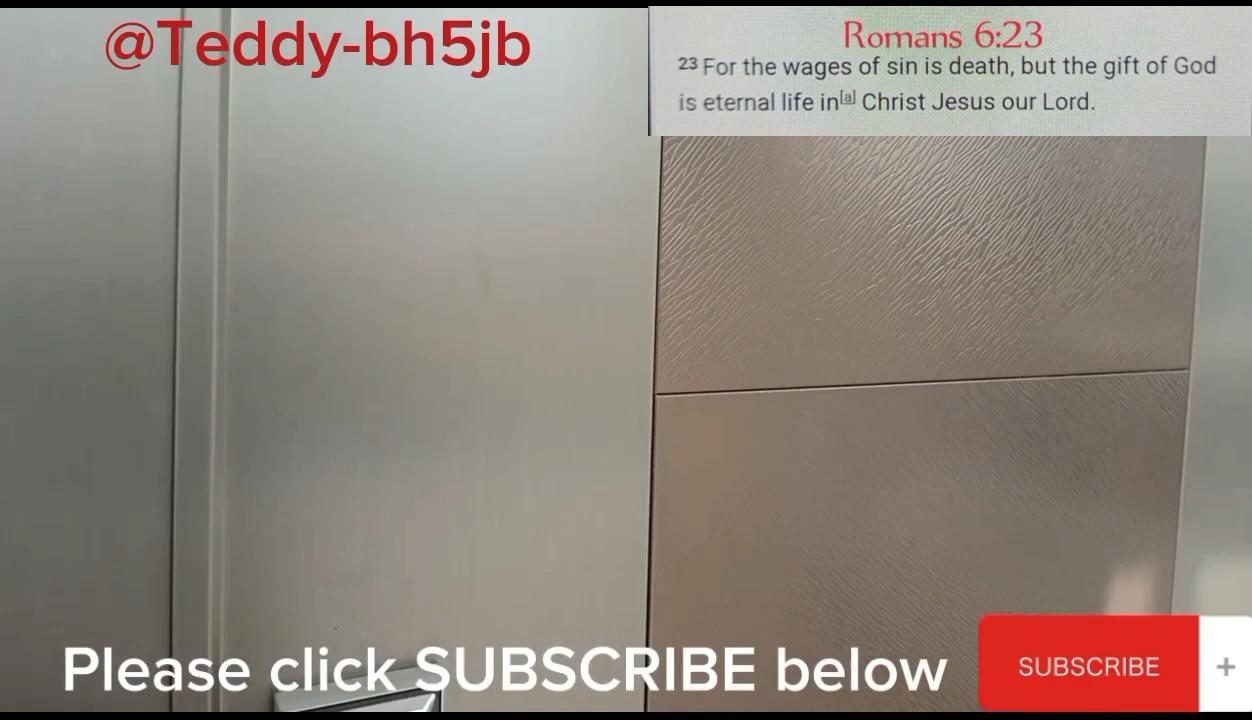 @Teddy-bh5jb
Romans 6:23
23 For the wages of sin is death, but the gift of God
is eternal life in[a] Christ Jesus our Lord.
Please click SUBSCRIBE below
SUBSCRIBE +